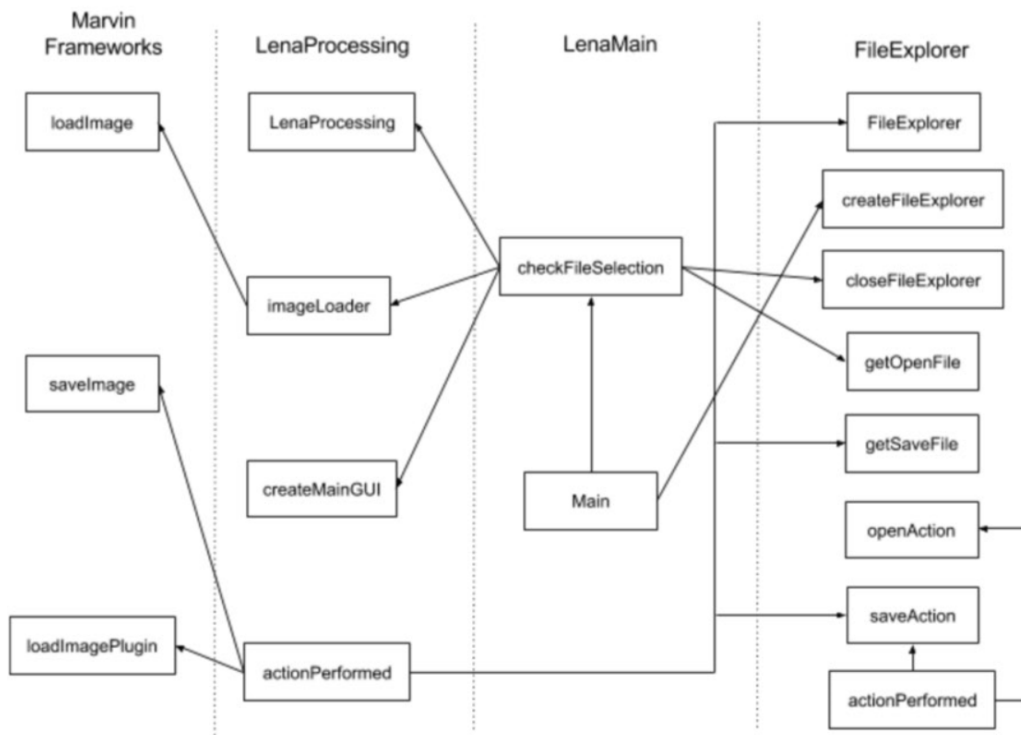 Marvin
Frameworks
LenaProcessing
LenaMain
FileExplorer
loadImage
LenaProcessing
FileExplorer
createFileExplorer
checkFileSelection
closeFileExplorer
imageLoader
getOpenFile
saveImage
getSaveFile
createMainGUI
Main
openAction
saveAction
loadImagePlugin
actionPerformed
actionPerformed